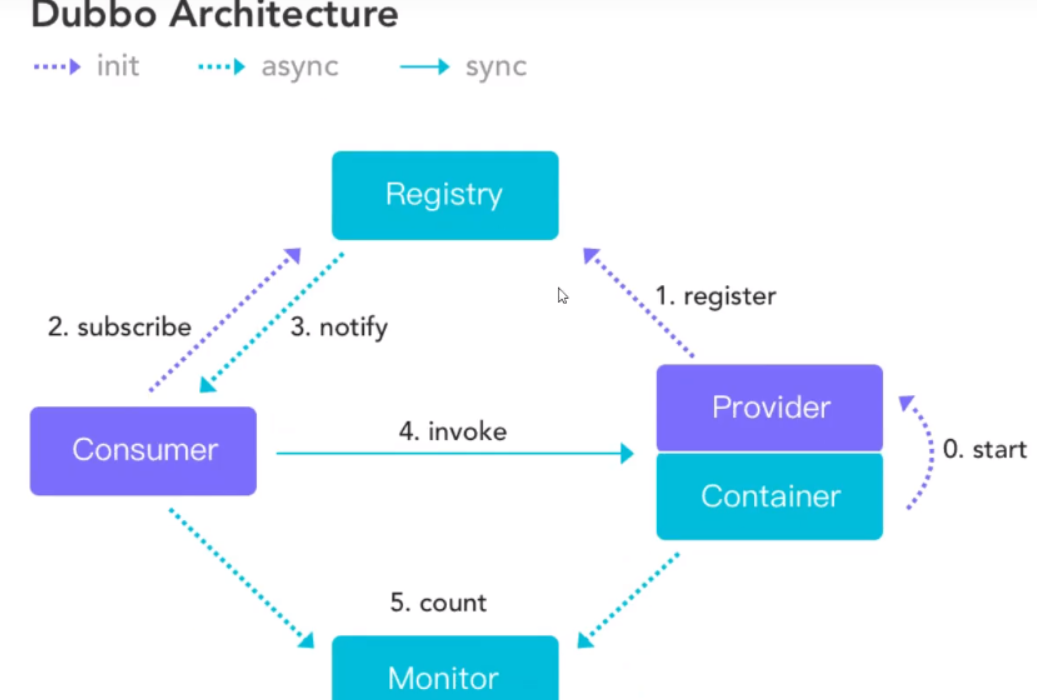 Dubbo Architecture
init async sync
Registry
1. register
2. subscribe 3. notify
Provider
4. invoke
Consumer
0. start
Container
5. count
Monitor